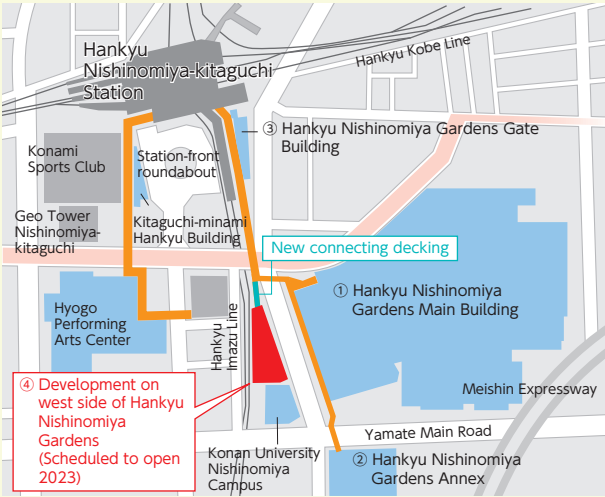 Hankyu
Nishinomiya-kitaguchi
Station
Hankyu Kobe Line
③ Hankyu Nishinomiya Gardens Gate
Building
Konami
Sports Club
Station-front
roundabout
Geo Tower
Nishinomiya-
kitaguchi
Kitaguchi-minami
Hankyu Building
New connecting decking
① Hankyu Nishinomiya
Gardens Main Building
Hyogo
Performing
Arts Center
Hankyu
Imazu Line
④ Development on
west side of Hankyu
Nishinomiya
Gardens
(Scheduled to open
2023)
Meishin Expressway
Yamate Main Road
Konan University
Nishinomiya
Campus
② Hankyu Nishinomiya
Gardens Annex